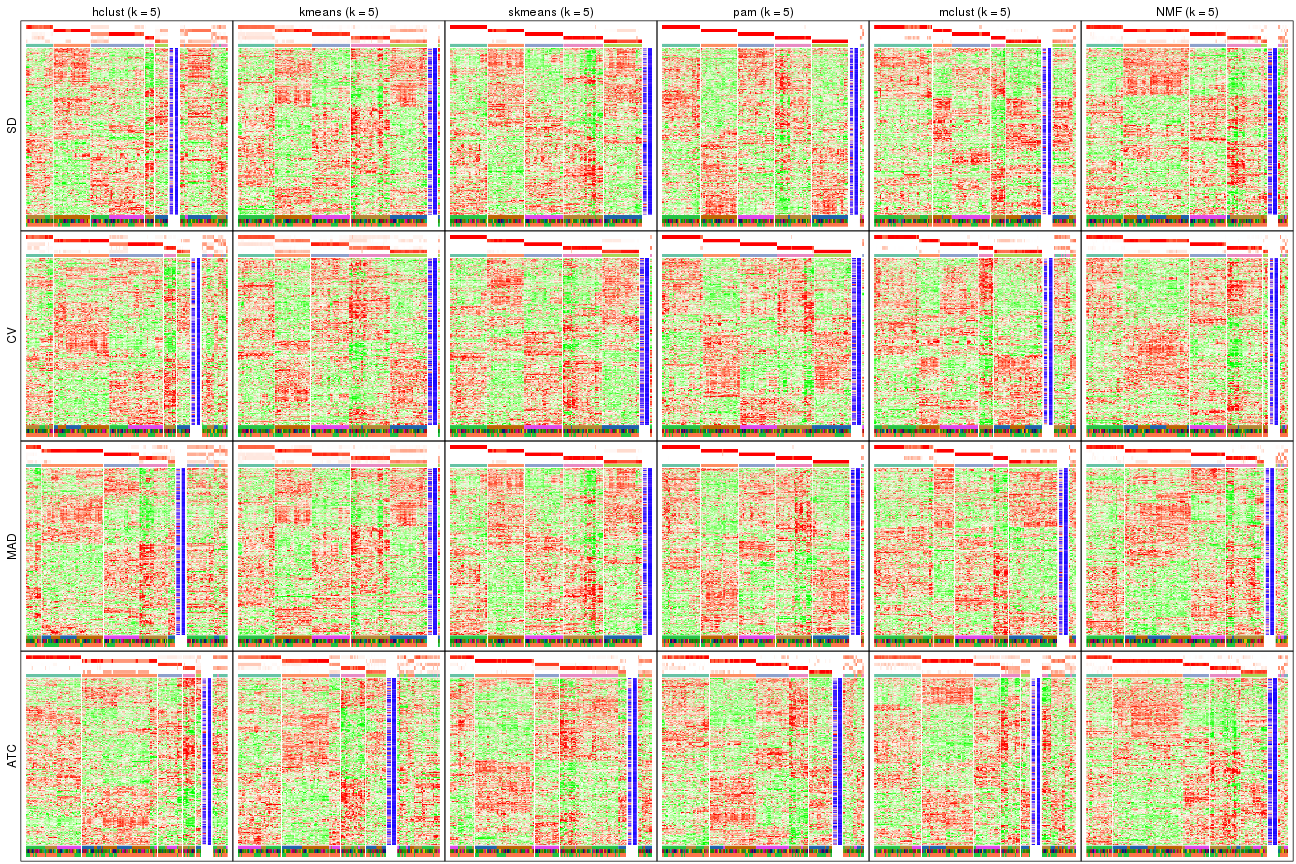 hclust (k = 5) kmeans (k = 5) skmeans (k = 5) pam (k = 5) mclust (k = 5) NMF (k = 5)
SD
CV
MAD
ATC